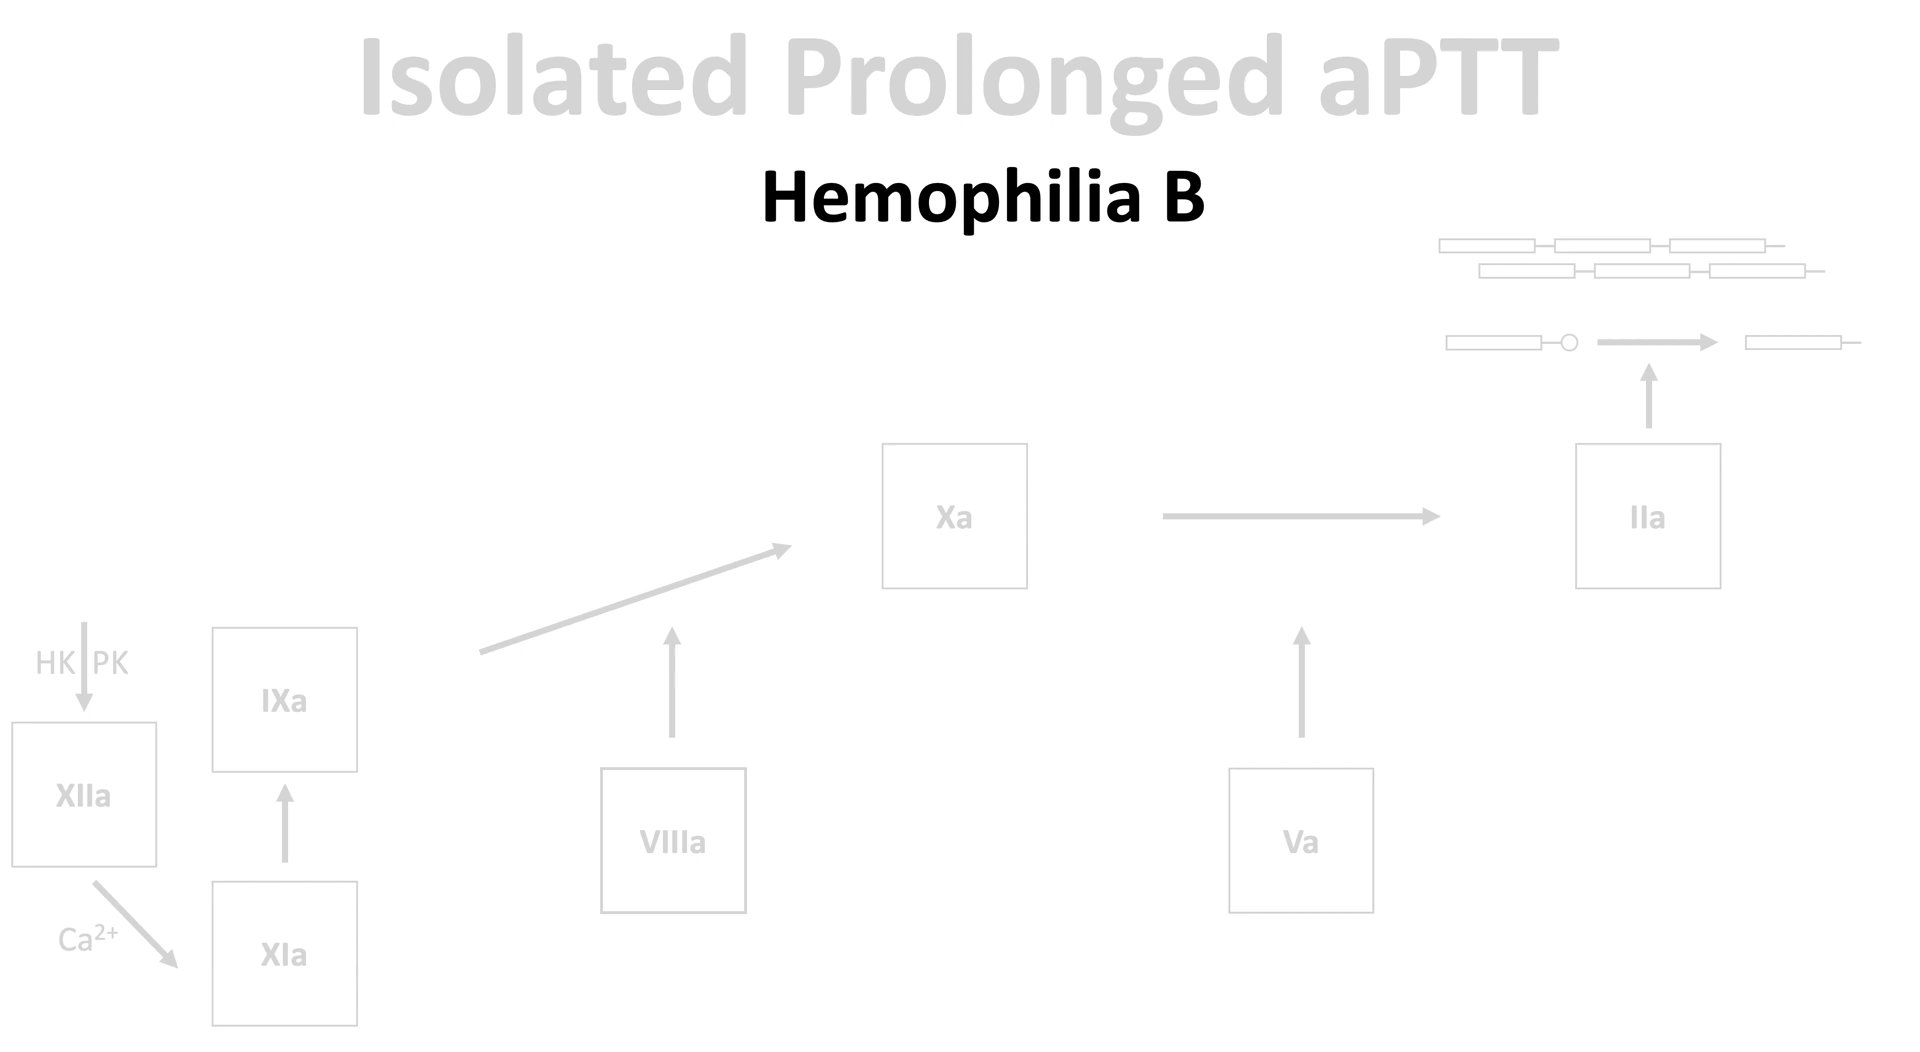 Isolated Prolonged aPTT
Hemophilia B
Xa
IIa
HK PK
IXa
XIIa
VIIIa
Va
Ca²⁺
XIa